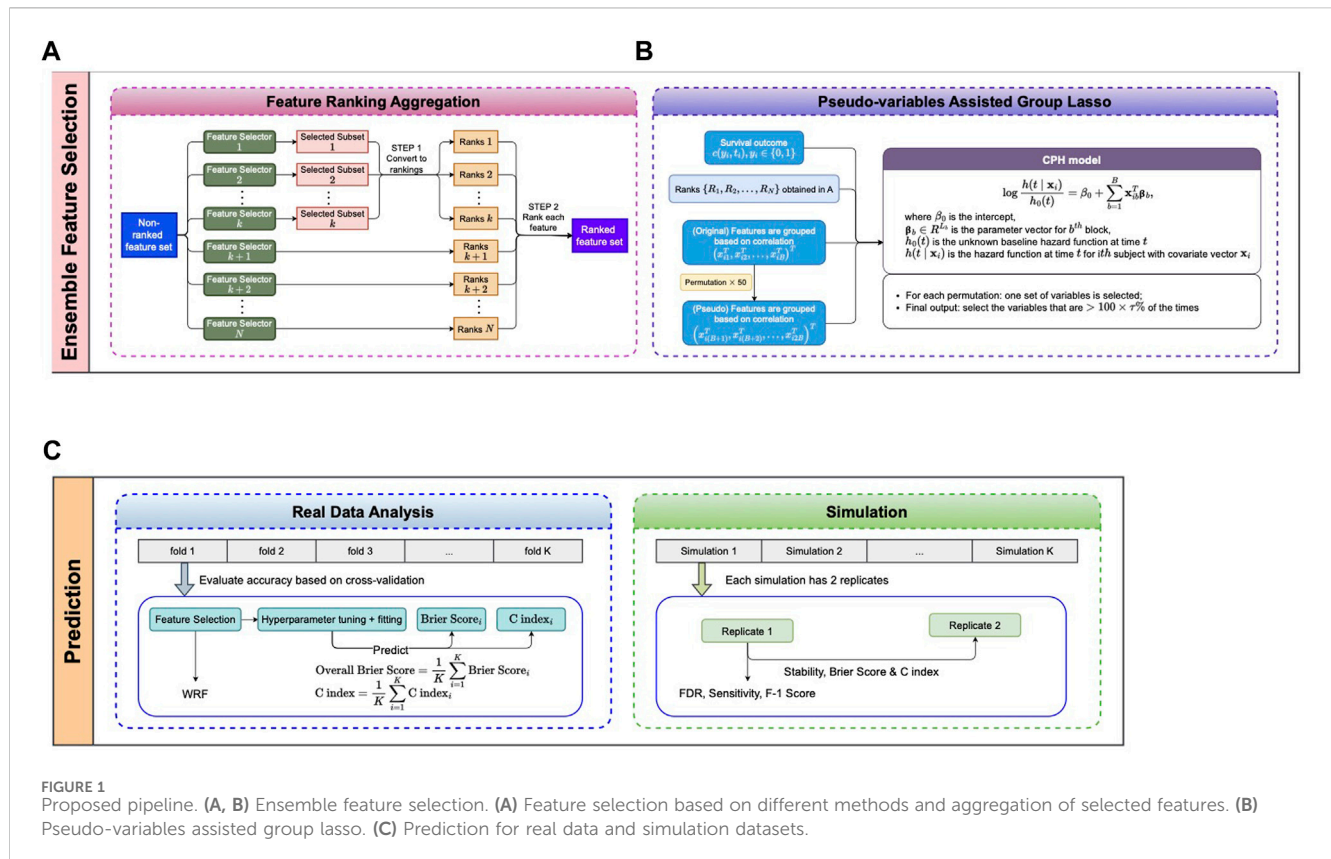 A
B
Ensemble Feature Selection
Feature Ranking Aggregation
Non-
ranked
feature set
Feature Selector
1
Feature Selector
2
⋮
Feature Selector
k
Feature Selector
k + 1
Feature Selector
k + 2
⋮
Feature Selector
N
Selected Subset
1
Selected Subset
2
⋮
Selected Subset
k
STEP 1
Convert to
rankings
Ranks 1
Ranks 2
⋮
Ranks k
Ranks
k + 1
Ranks
k + 2
⋮
Ranks N
STEP 2
Rank each
feature
Ranked
feature set
Pseudo-variables Assisted Group Lasso
Survival outcome
c(y_i, t_i), y_i ∈ {0, 1}
Ranks {R_1, R_2, . . . , R_N} obtained in A
(Original) Features are grouped
based on correlation
(x_{i1}^T, x_{i2}^T, . . . , x_{iB}^T)^T
Permutation × 50
(Pseudo) Features are grouped
based on correlation
(x_{i(B+1)}^T, x_{i(B+2)}^T, . . . , x_{i2B}^T)^T
CPH model
log h(t | x_i) / h_0(t) = β_0 + ∑_{b=1}^{B} x_{ib}^T β_b,
where β_0 is the intercept,
β_b ∈ R^{L_b} is the parameter vector for b^{th} block,
h_0(t) is the unknown baseline hazard function at time t
h(t | x_i) is the hazard function at time t for ith subject with covariate vector x_i
• For each permutation: one set of variables is selected;
• Final output: select the variables that are > 100 × τ% of the times
C
Prediction
Real Data Analysis
fold 1 fold 2 fold 3 ... fold K
Evaluate accuracy based on cross-validation
Feature Selection Hyperparameter tuning + fitting Brier Score_i C index_i
Predict
Overall Brier Score = 1/K ∑_{i=1}^{K} Brier Score_i
C index = 1/K ∑_{i=1}^{K} C index_i
WRF
Simulation
Simulation 1 Simulation 2 ... Simulation K
Each simulation has 2 replicates
Replicate 1 Replicate 2
Stability, Brier Score & C index
FDR, Sensitivity, F-1 Score
FIGURE 1
Proposed pipeline. (A, B) Ensemble feature selection. (A) Feature selection based on different methods and aggregation of selected features. (B)
Pseudo-variables assisted group lasso. (C) Prediction for real data and simulation datasets.